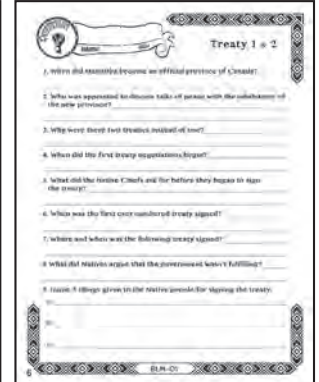 Treaty 1 & 2
1. When did Manitoba become an official province of Canada?
2. Who was appointed to discuss talks of peace with the inhabitants of
the new province?
3. Why were there two treaties instead of one?
4. When did the first treaty negotiations began?
5. What did the Native Chiefs ask for before they began to sign
the treaty?
6. When was the first ever numbered treaty signed?
7. Where and when was the following treaty signed?
8. What did Natives argue that the government wasn't fulfilling?
9. Name 3 things given to the Native people for signing the treaty.
6
BLM-01